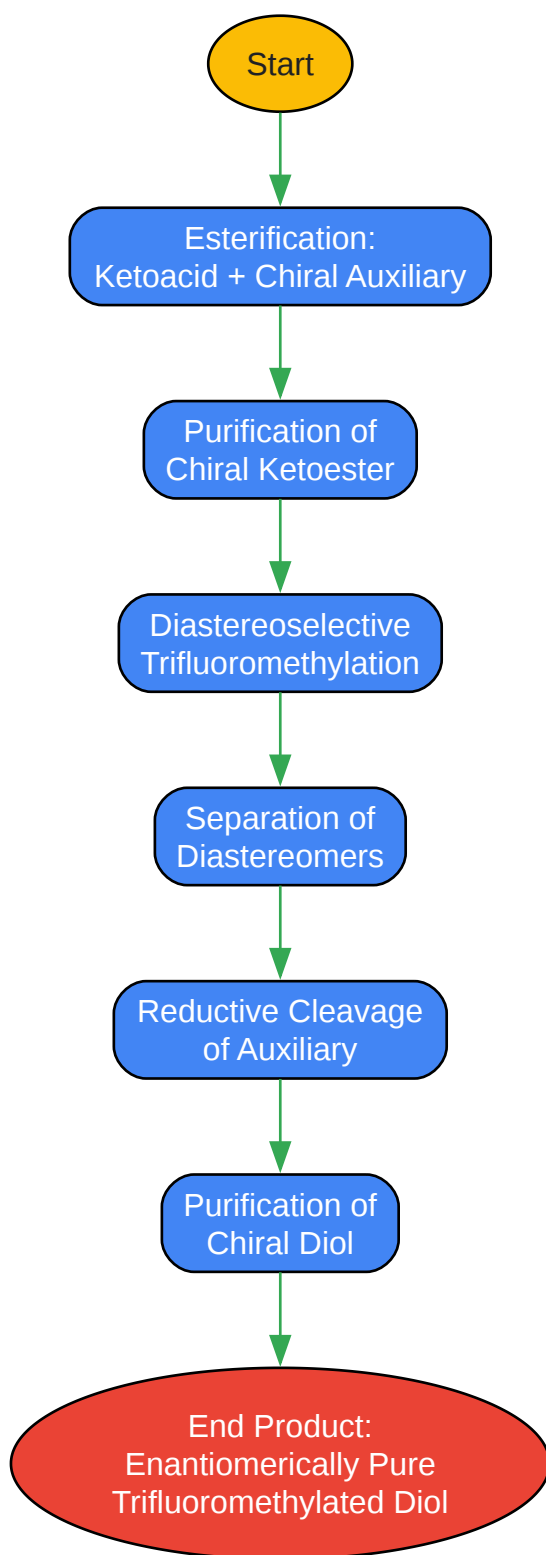 Start
Esterification:
Ketoacid + Chiral Auxiliary
Purification of
Chiral Ketoester
Diastereoselective
Trifluoromethylation
Separation of
Diastereomers
Reductive Cleavage
of Auxiliary
Purification of
Chiral Diol
End Product:
Enantiomerically Pure
Trifluoromethylated Diol